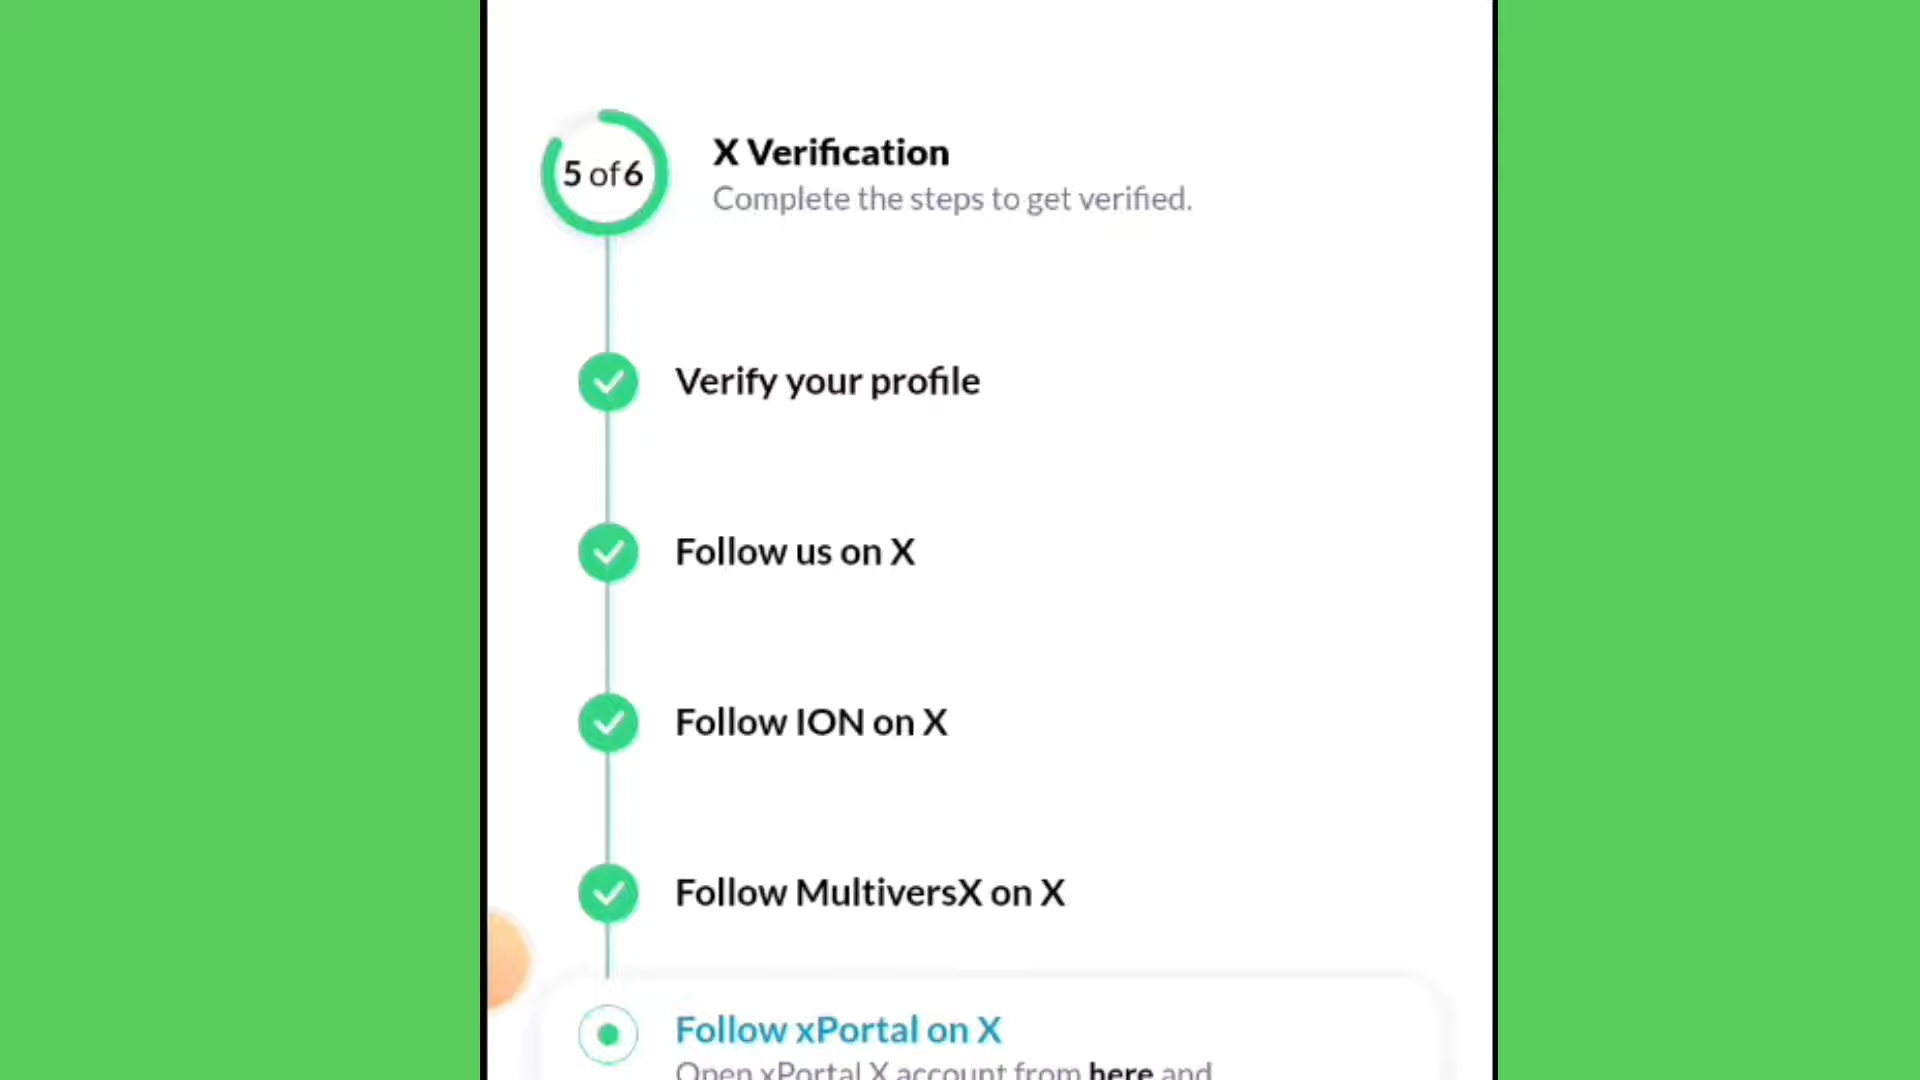 5 of 6
X Verification
Complete the steps to get verified.
Verify your profile
Follow us on X
Follow ION on X
Follow MultiversX on X
Follow xPortal on X
Open xPortal X account from here and